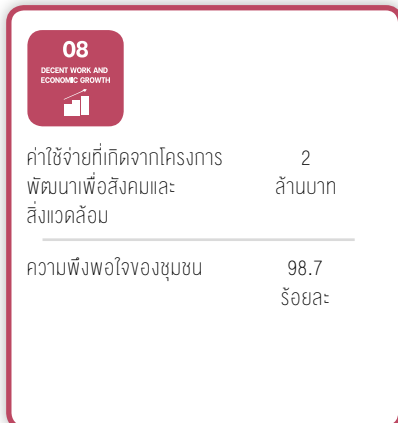 08
DECENT WORK AND
ECONOMIC GROWTH
ค่าใช้จ่ายที่เกิดจากโครงการ
พัฒนาเพื่อสังคมและ
สิ่งแวดล้อม
2
ล้านบาท
ความพึงพอใจของชุมชน
98.7
ร้อยละ